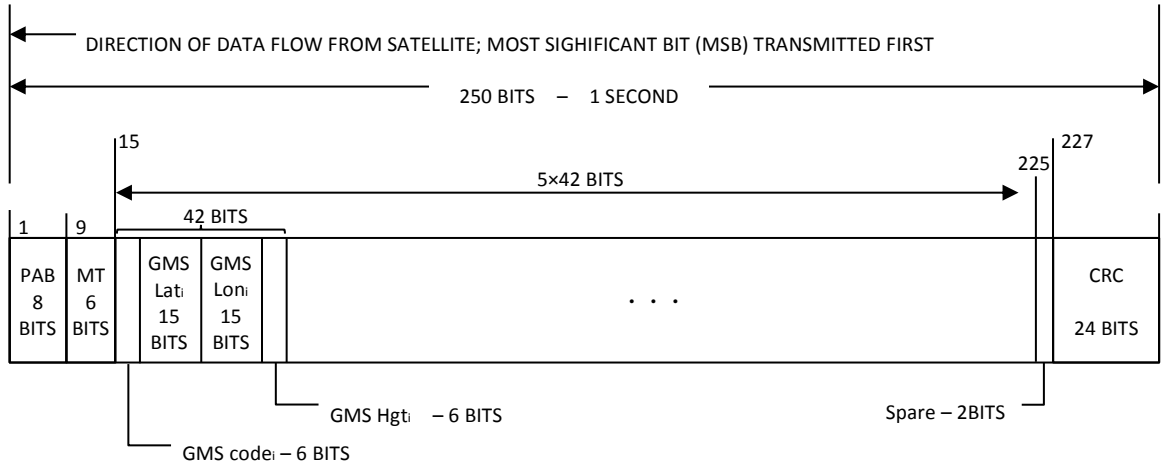 DIRECTION OF DATA FLOW FROM SATELLITE; MOST SIGHIFICANT BIT (MSB) TRANSMITTED FIRST
250 BITS – 1 SECOND
15
227
225
5×42 BITS
42 BITS
1
9
PAB
8
BITS
MT
6
BITS
GMS
Lati
15
BITS
GMS
Loni
15
BITS
. . .
CRC
24 BITS
GMS Hgti – 6 BITS
Spare – 2BITS
GMS codei – 6 BITS